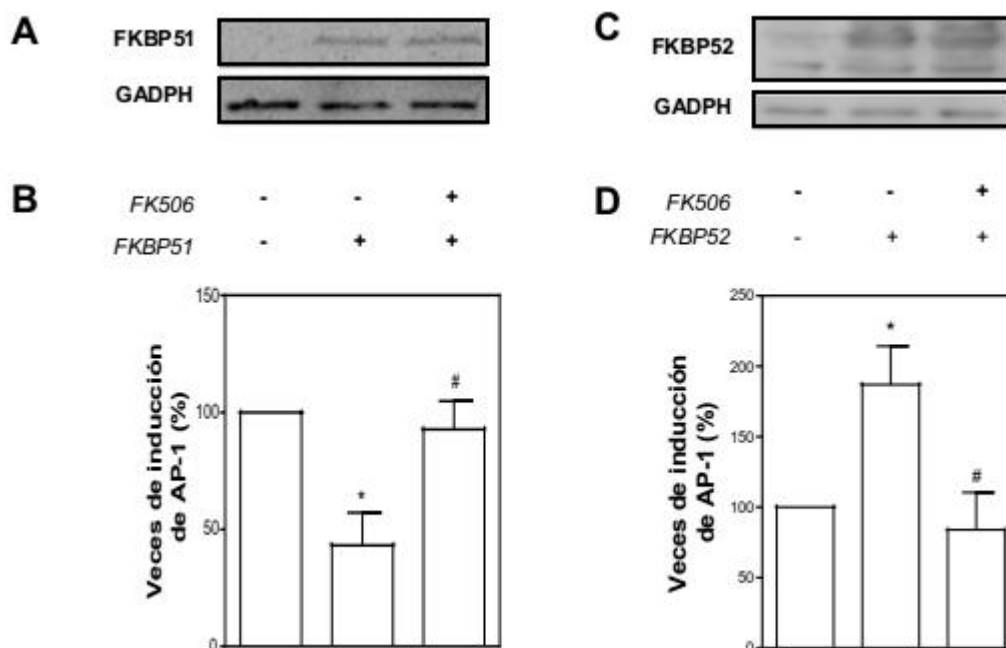 A
FKBP51
GADPH
B
FK506 - - +
FKBP51 - + +
Veces de inducción
de AP-1 (%)
150
100
50
0
*
#
C
FKBP52
GADPH
D
FK506 - - +
FKBP52 - + +
Veces de inducción
de AP-1 (%)
250
200
150
100
50
0
*
#